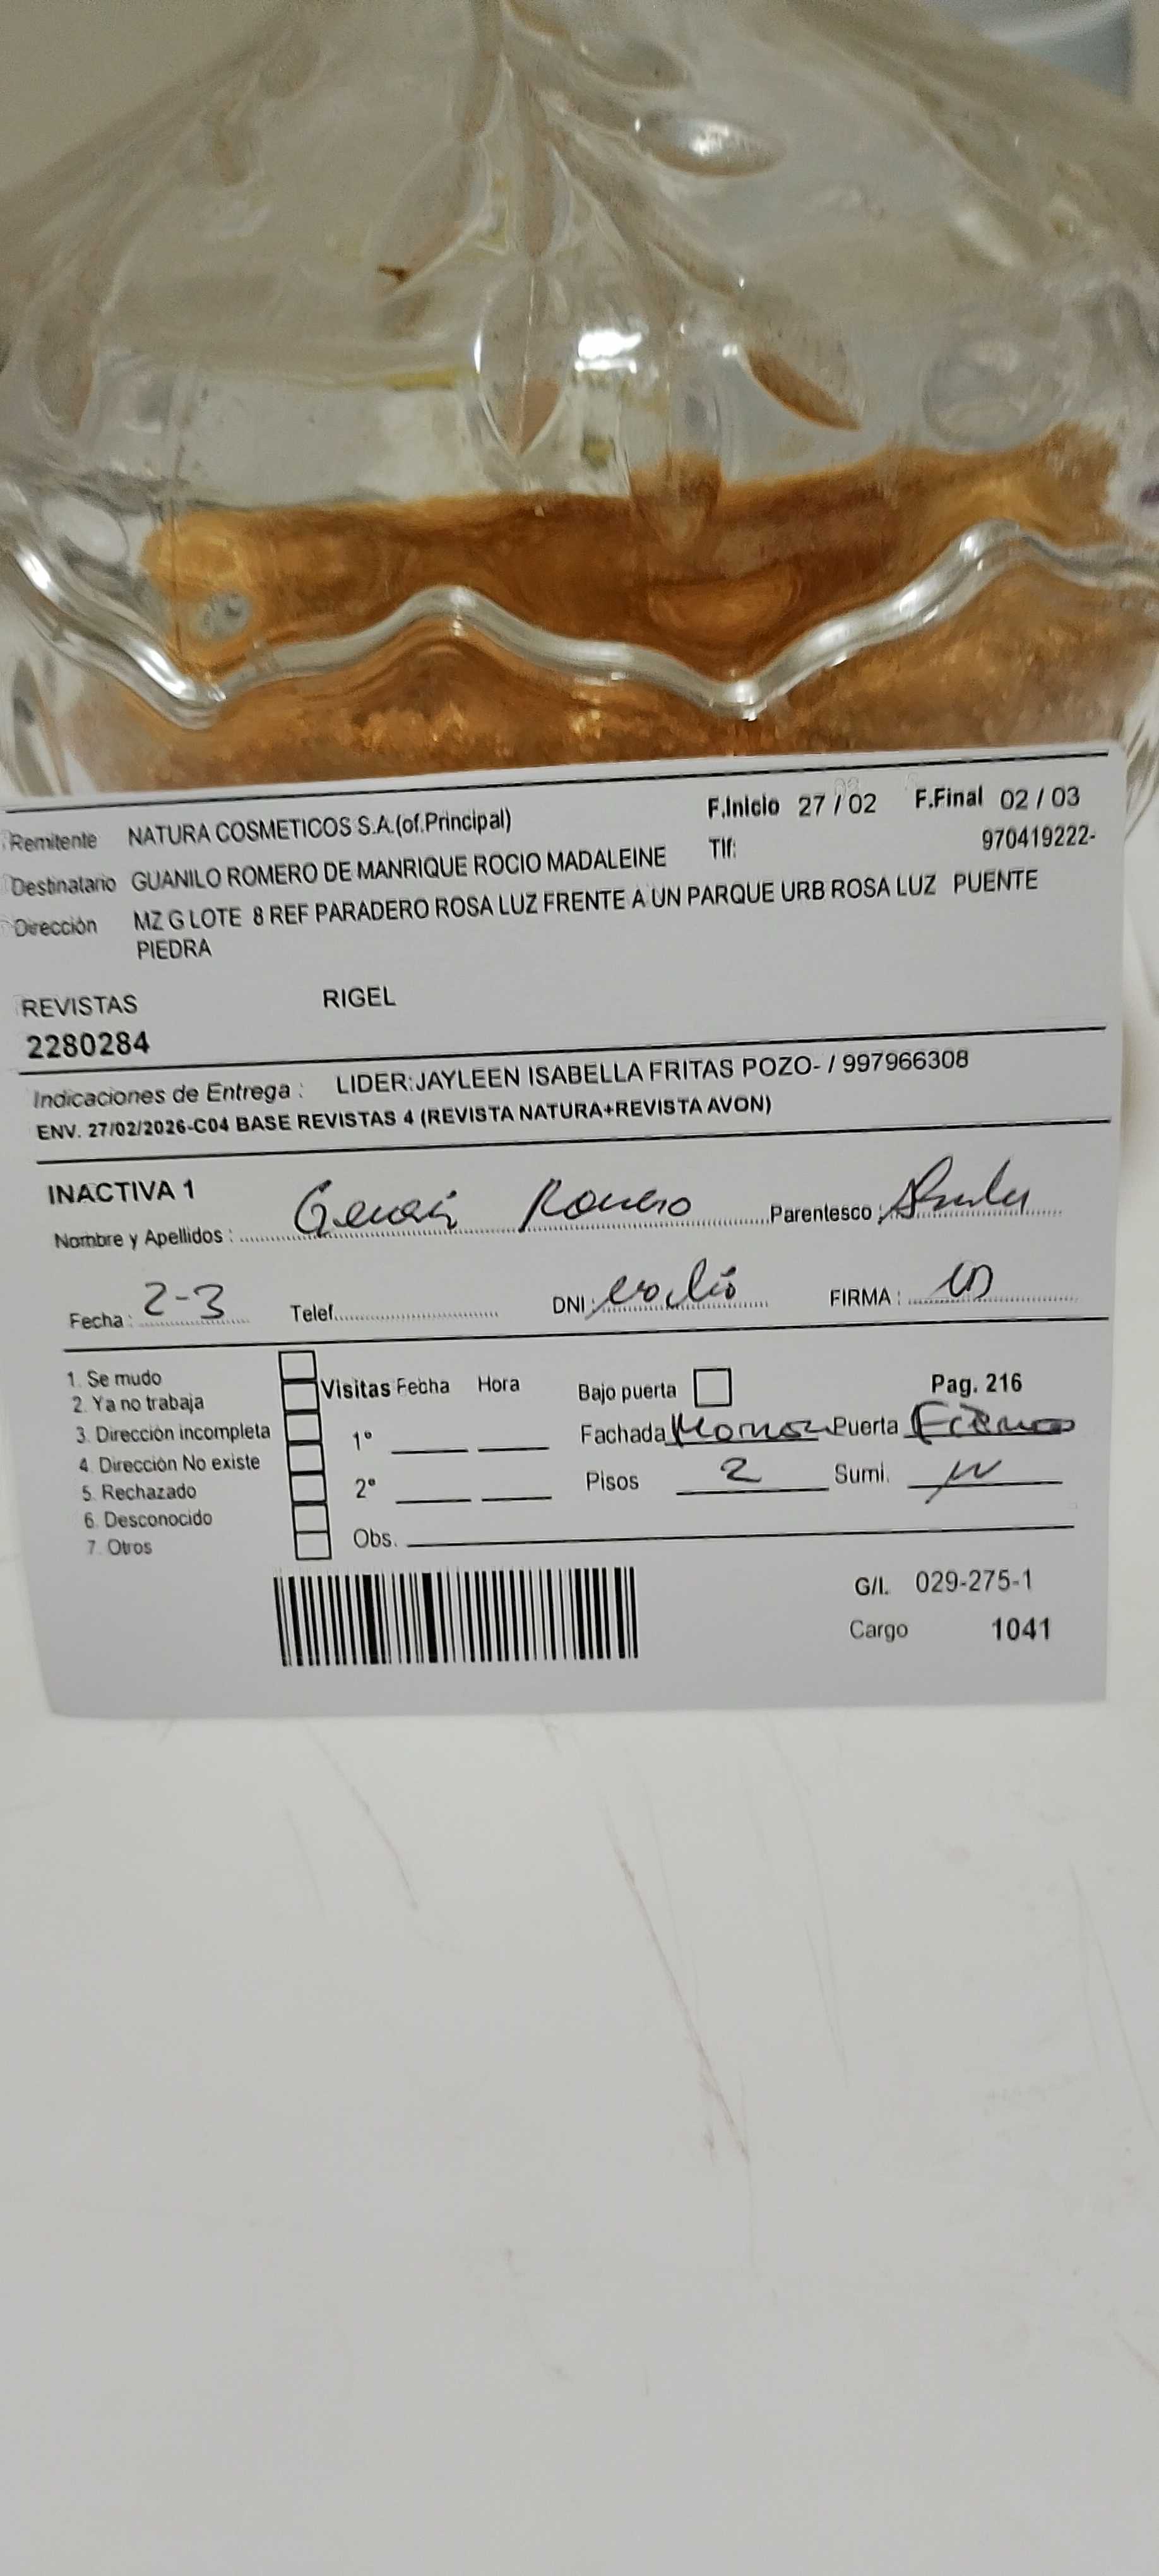 Remitente NATURA COSMETICOS S.A.(of.Principal) F.Inicio 27 / 02 F.Final 02 / 03
Destinatario GUANILO ROMERO DE MANRIQUE ROCIO MADALEINE Tlf: 970419222-
Dirección MZ G LOTE 8 REF PARADERO ROSA LUZ FRENTE A UN PARQUE URB ROSA LUZ PUENTE
PIEDRA
REVISTAS RIGEL
2280284
Indicaciones de Entrega : LIDER:JAYLEEN ISABELLA FRITAS POZO- / 997966308
ENV. 27/02/2026-C04 BASE REVISTAS 4 (REVISTA NATURA+REVISTA AVON)
INACTIVA 1
Nombre y Apellidos : Romero Parentesco :
Fecha : 2-3 Telef. DNI : FIRMA :
1. Se mudo
2. Ya no trabaja
3. Dirección incompleta
4. Dirección No existe
5. Rechazado
6. Desconocido
7. Otros
Visitas Fecha Hora
1°
2°
Obs.
Bajo puerta Pag. 216
Fachada Puerta
Pisos 2 Sumi.
G/I. 029-275-1
Cargo 1041